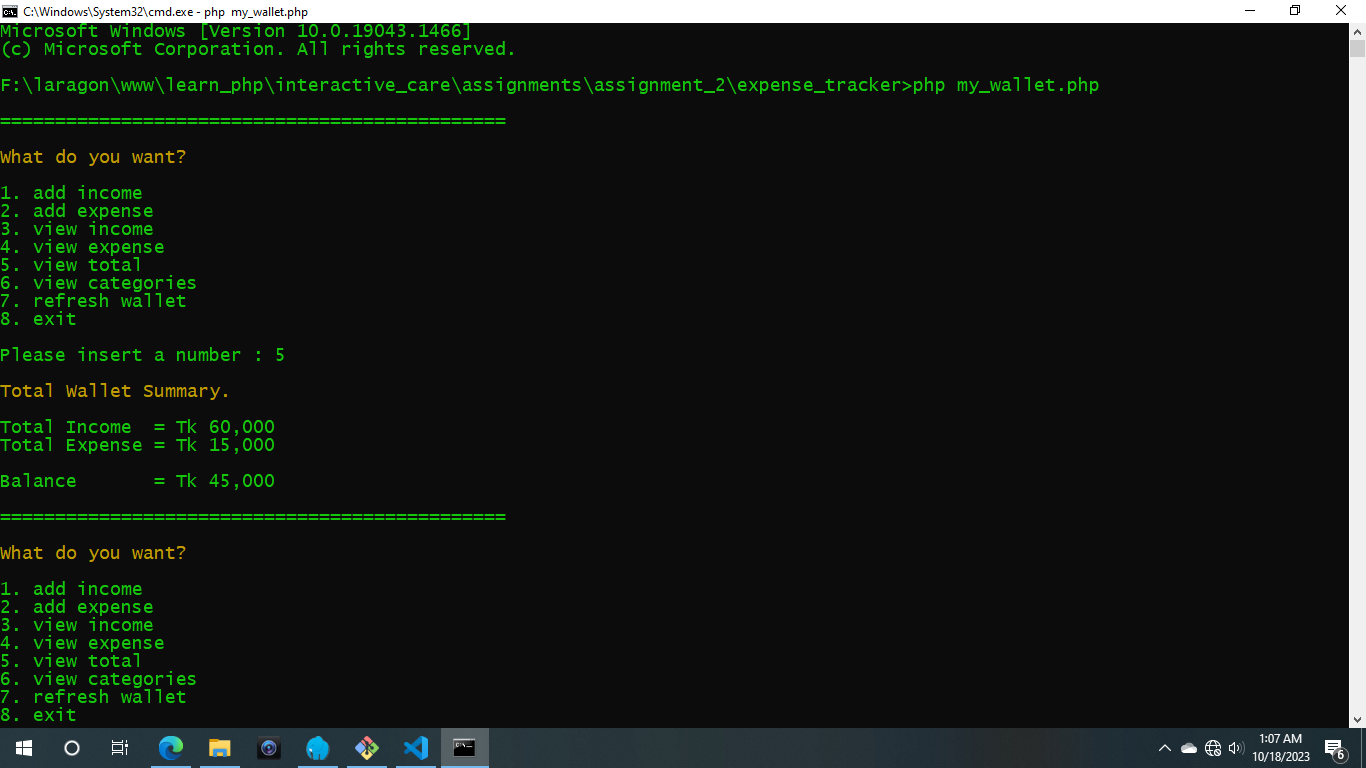 C:\Windows\System32\cmd.exe - php  my_wallet.php
Microsoft Windows [Version 10.0.19043.1466]
(c) Microsoft Corporation. All rights reserved.
F:\laragon\www\learn_php\interactive_care\assignments\assignment_2\expense_tracker>php my_wallet.php
==============================================
What do you want?
1. add income
2. add expense
3. view income
4. view expense
5. view total
6. view categories
7. refresh wallet
8. exit
Please insert a number : 5
Total Wallet Summary.
Total Income  = Tk 60,000
Total Expense = Tk 15,000
Balance       = Tk 45,000
==============================================
What do you want?
1. add income
2. add expense
3. view income
4. view expense
5. view total
6. view categories
7. refresh wallet
8. exit
1:07 AM
10/18/2023
6